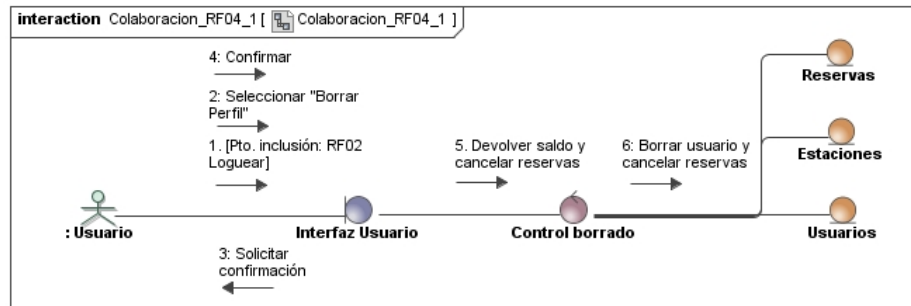 interaction Colaboracion_RF04_1 [ Colaboracion_RF04_1 ]
4: Confirmar
2: Seleccionar "Borrar
Perfil"
1. [Pto. inclusión: RF02
Loguear]
5. Devolver saldo y
cancelar reservas
6: Borrar usuario y
cancelar reservas
Reservas
Estaciones
: Usuario
Interfaz Usuario
Control borrado
Usuarios
3: Solicitar
confirmación